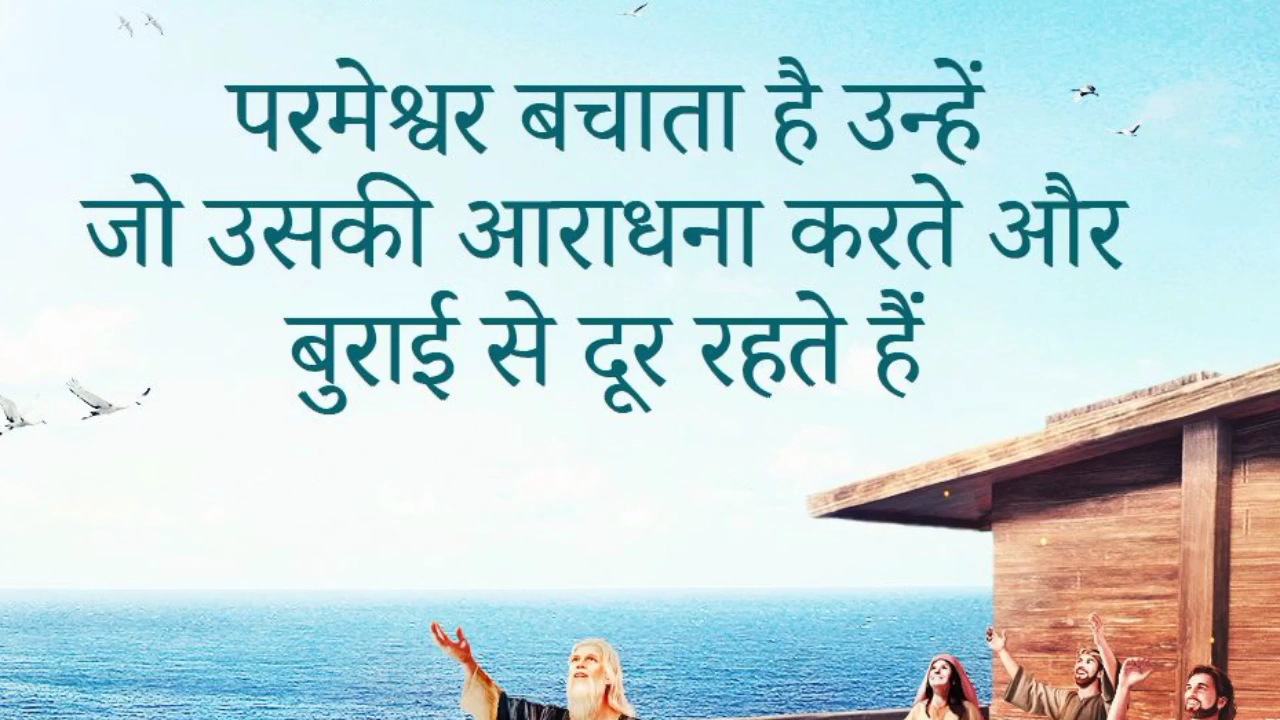 परमेश्वर बचाता है उन्हें
जो उसकी आराधना करते और
बुराई से दूर रहते हैं